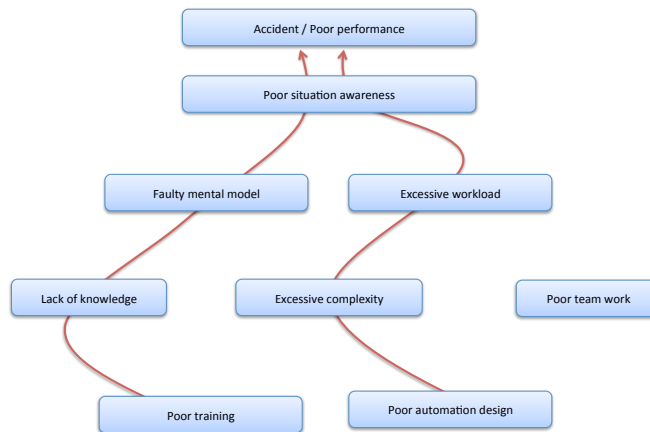 Accident / Poor performance
Poor situation awareness
Faulty mental model
Excessive workload
Lack of knowledge
Excessive complexity
Poor team work
Poor training
Poor automation design